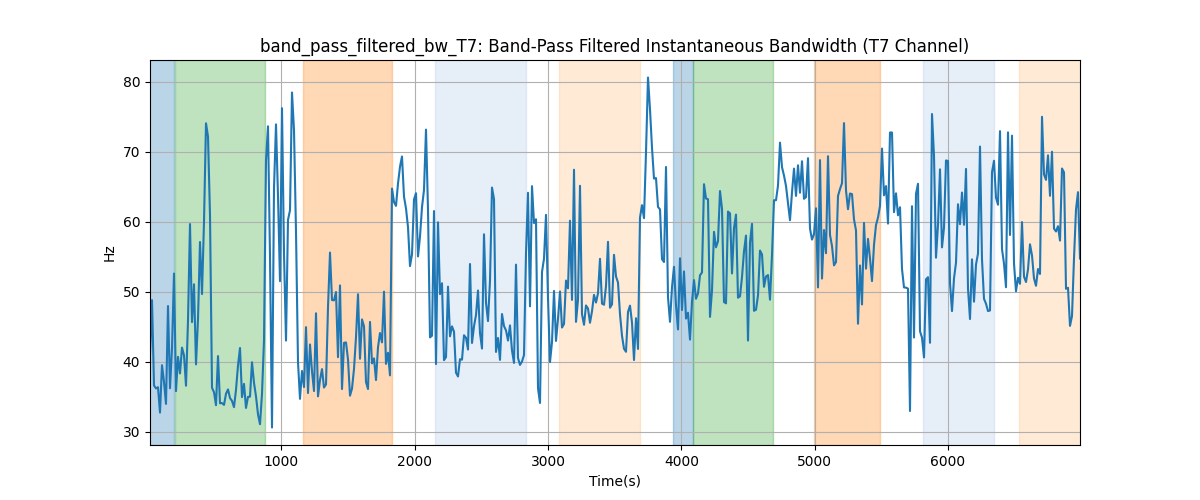 band_pass_filtered_bw_T7: Band-Pass Filtered Instantaneous Bandwidth (T7 Channel)
80
70
60
50
40
30
Hz
1000 2000 3000 4000 5000 6000
Time(s)